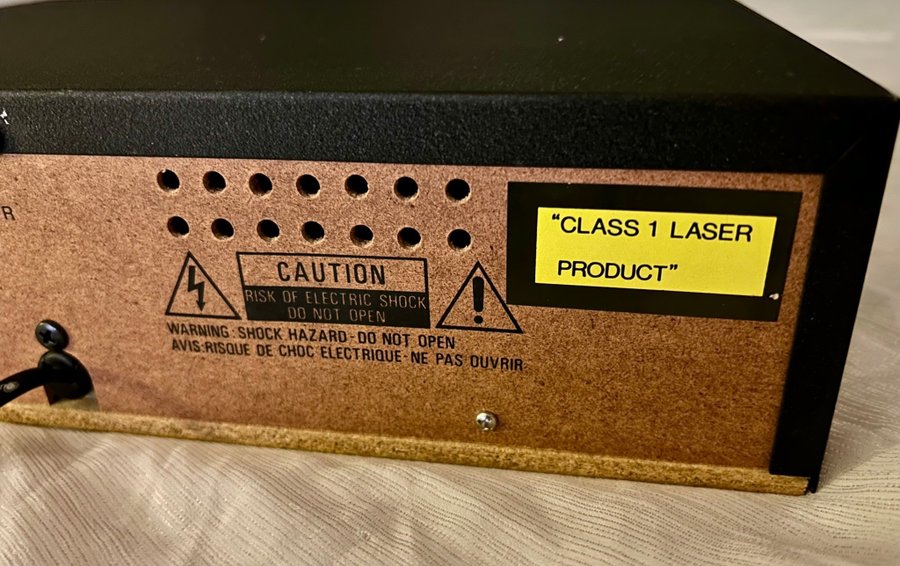 R
CAUTION
RISK OF ELECTRIC SHOCK
DO NOT OPEN
WARNING: SHOCK HAZARD-DO NOT OPEN
AVIS:RISQUE DE CHOC ELECTRIQUE-NE PAS OUVRIR
"CLASS 1 LASER
PRODUCT"